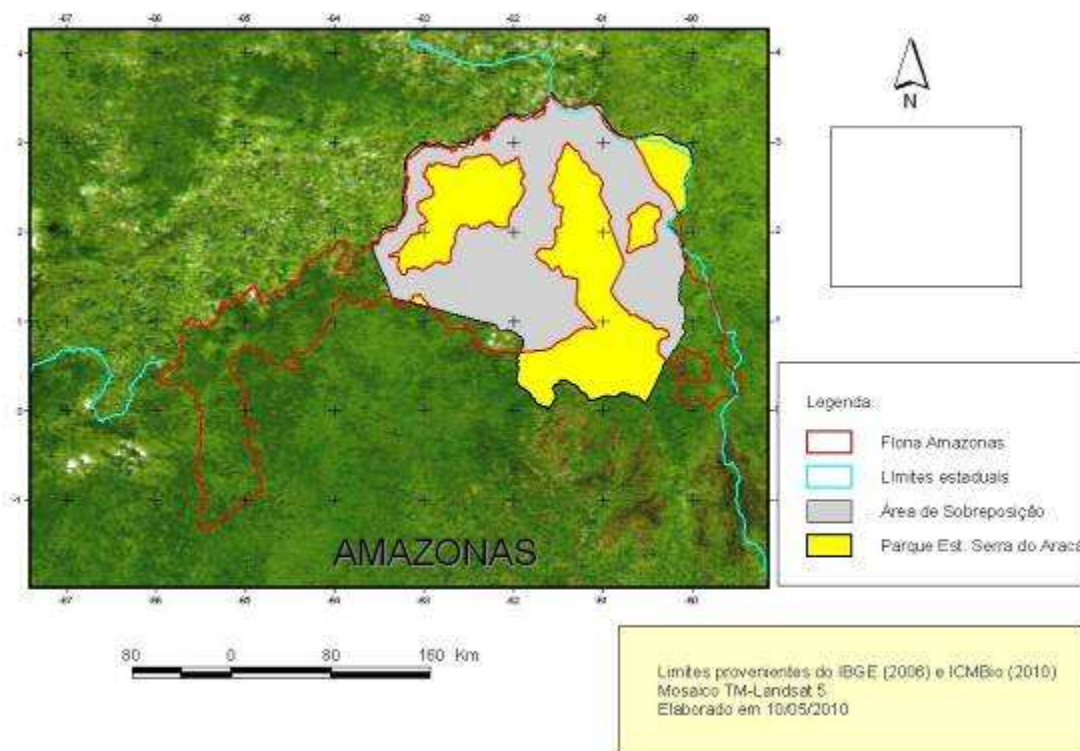 N
AMAZONAS
Legenda:
Flona Amazonas
Limites estaduais
Área de Sobreposição
Parque Est. Serra do Aracá
80 0 80 160 Km
Limites provenientes do IBGE (2006) e ICMBio (2010)
Mosaico TM-Landsat 5
Elaborado em 10/05/2010